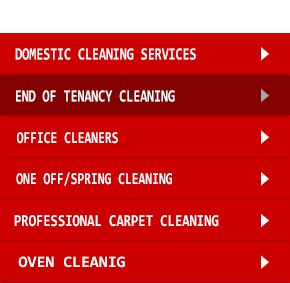 DOMESTIC CLEANING SERVICES
END OF TENANCY CLEANING
OFFICE CLEANERS
ONE OFF/SPRING CLEANING
PROFESSIONAL CARPET CLEANING
OVEN CLEANIG